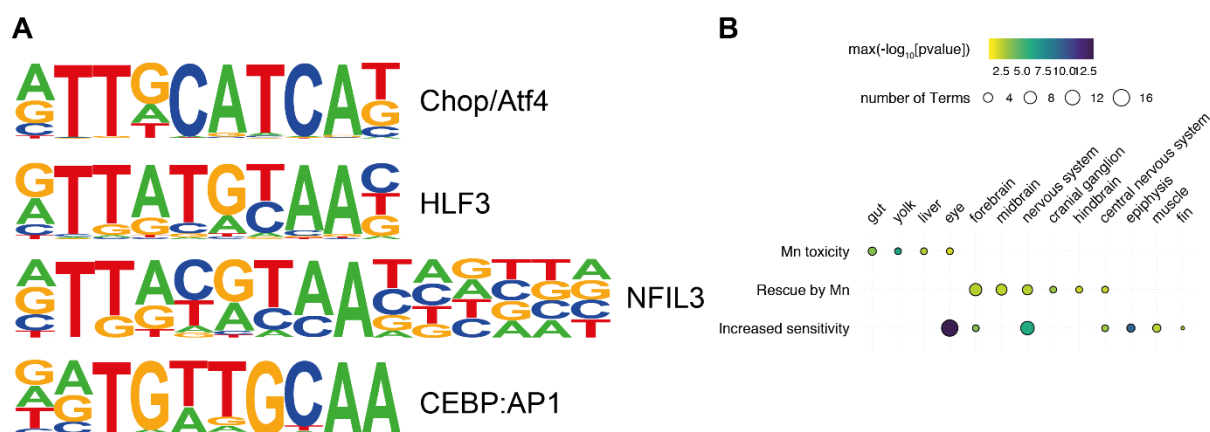 A
Chop/Atf4
HLF3
NFIL3
CEBP:AP1
B
max(-log10[pvalue])
2.5 5.0 7.5 10.0 12.5
number of Terms 4 8 12 16
gut yolk liver eye forebrain midbrain nervous system cranial ganglion hindbrain central nervous system epiphysis muscle fin
Mn toxicity
Rescue by Mn
Increased sensitivity